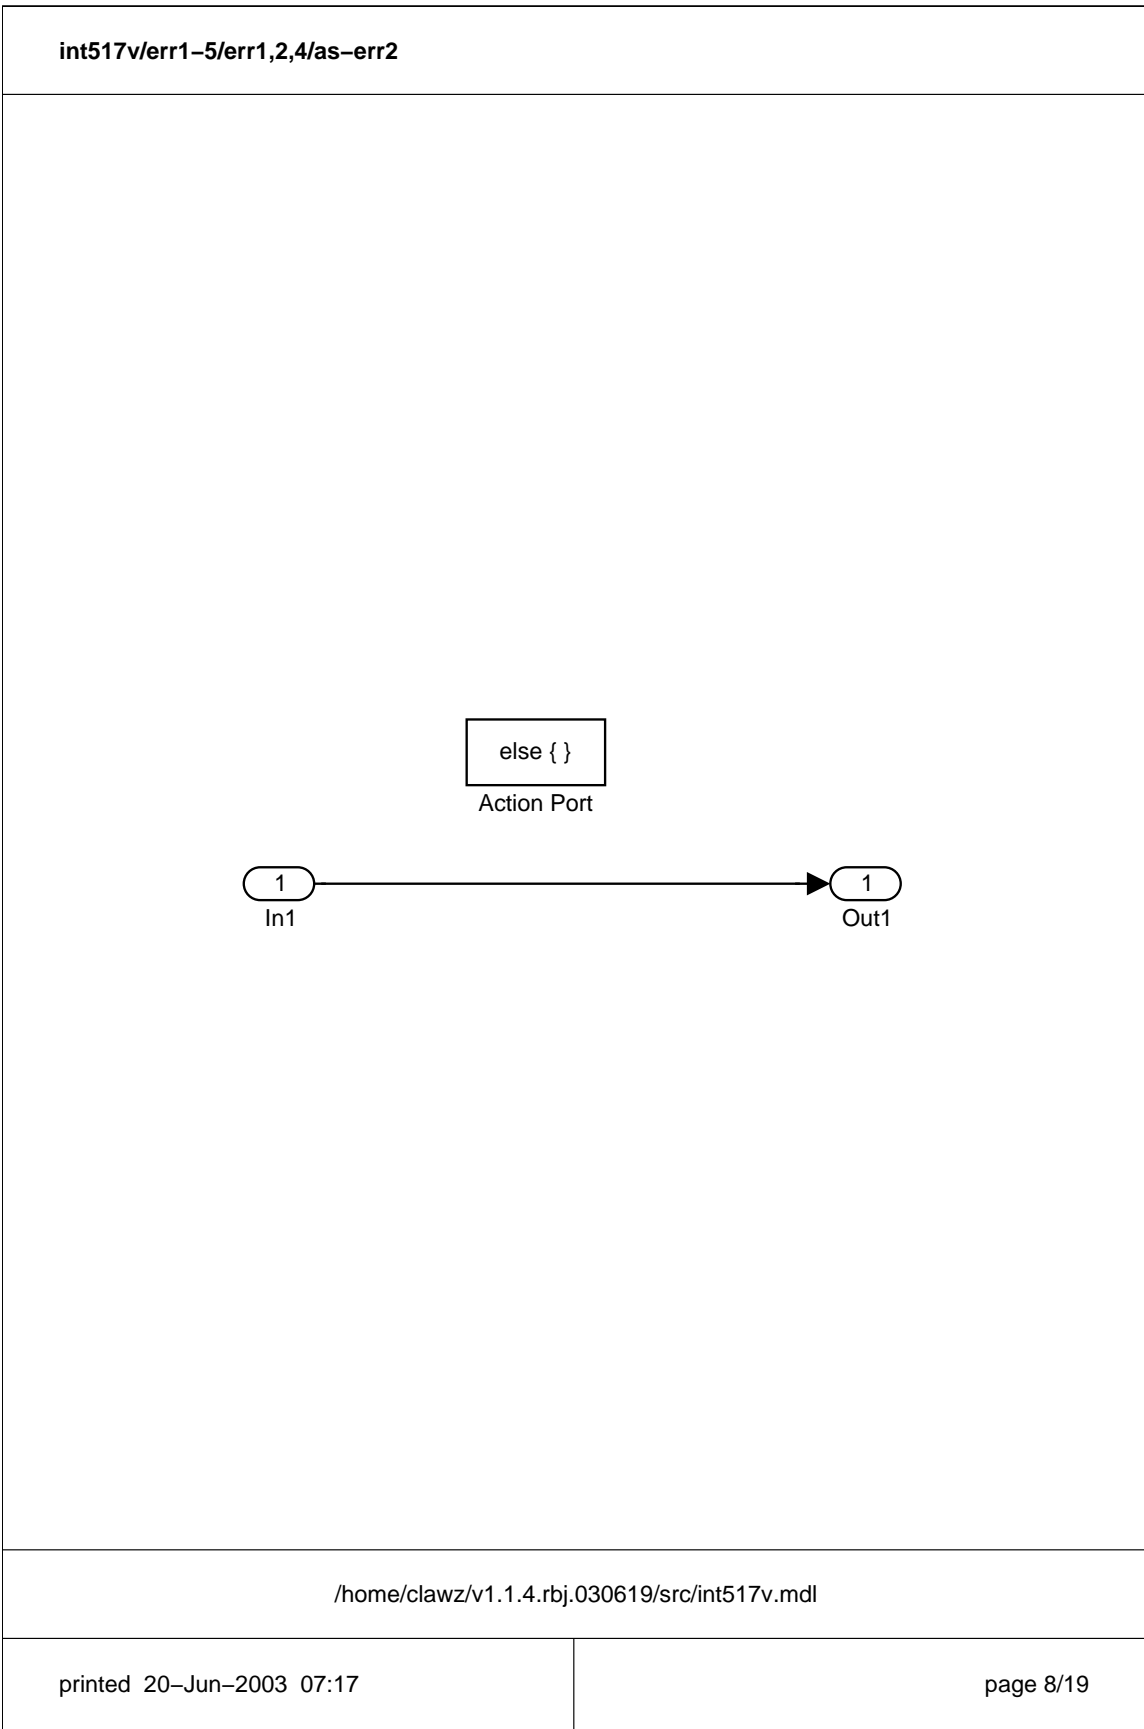 int517v/err1−5/err1,2,4/as−err2
else { }
Action Port
1
1
In1
Out1
/home/clawz/v1.1.4.rbj.030619/src/int517v.mdl
printed 20−Jun−2003 07:17
page 8/19